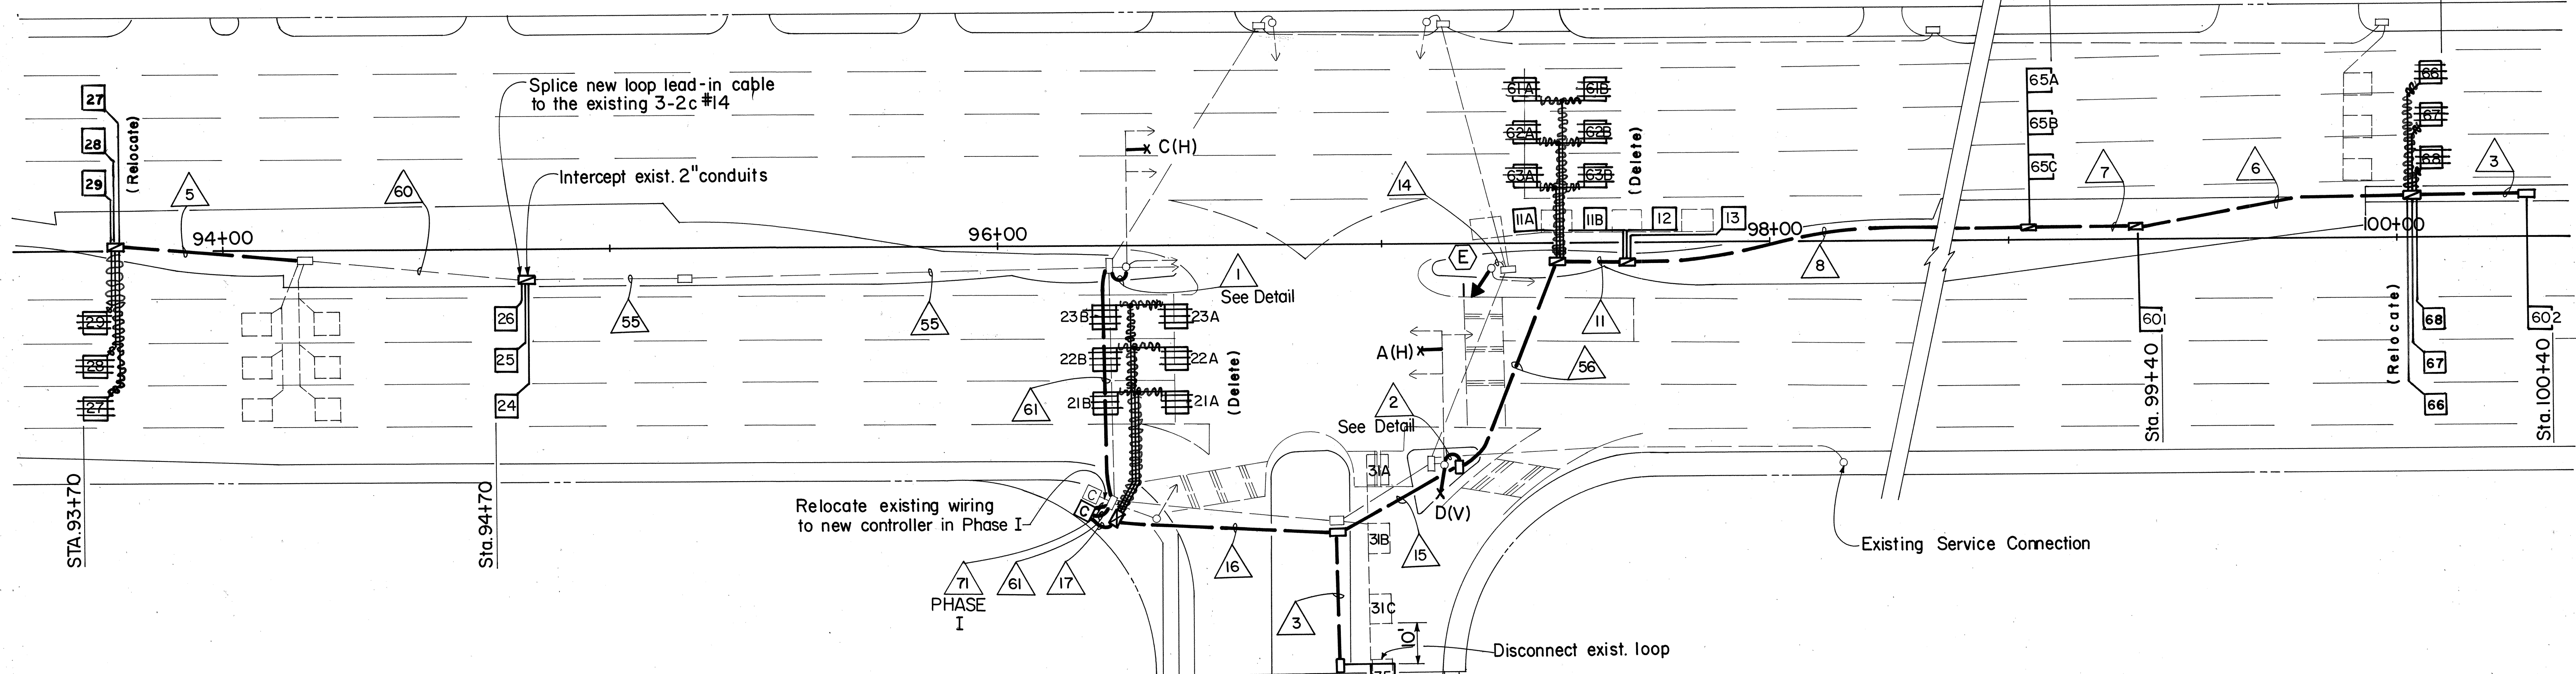 27
28
29
(Relocate)
5
94+00
60
Splice new loop lead-in cable
to the existing 3-2c #14
Intercept exist. 2" conduits
29
28
27
26
25
24
55
55
STA.93+70
Sta.94+70
96+00
C(H)
1
See Detail
23B
23A
22B
22A
21B
21A
(Delete)
61
Relocate existing wiring
to new controller in Phase I
C
C
71
61
17
PHASE
I
16
3
14
E
I
A(H)
2
See Detail
D(V)
31A
31B
31C
15
10'
Disconnect exist. loop
61A
61B
62A
62B
63A
63B
(Delete)
11A
11B
12
13
98+00
11
56
8
Existing Service Connection
65A
65B
65C
7
6
601
Sta. 99+40
66
67
68
3
100+00
(Relocate)
68
67
66
602
Sta.100+40